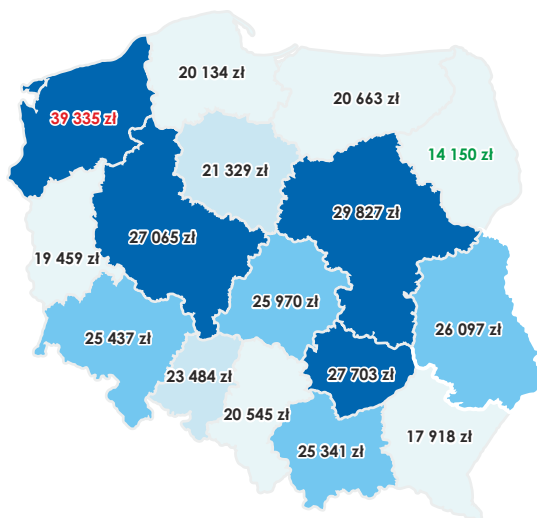 20 134 zł
20 663 zł
39 335 zł
14 150 zł
21 329 zł
29 827 zł
27 065 zł
19 459 zł
25 970 zł
26 097 zł
25 437 zł
23 484 zł
27 703 zł
20 545 zł
17 918 zł
25 341 zł